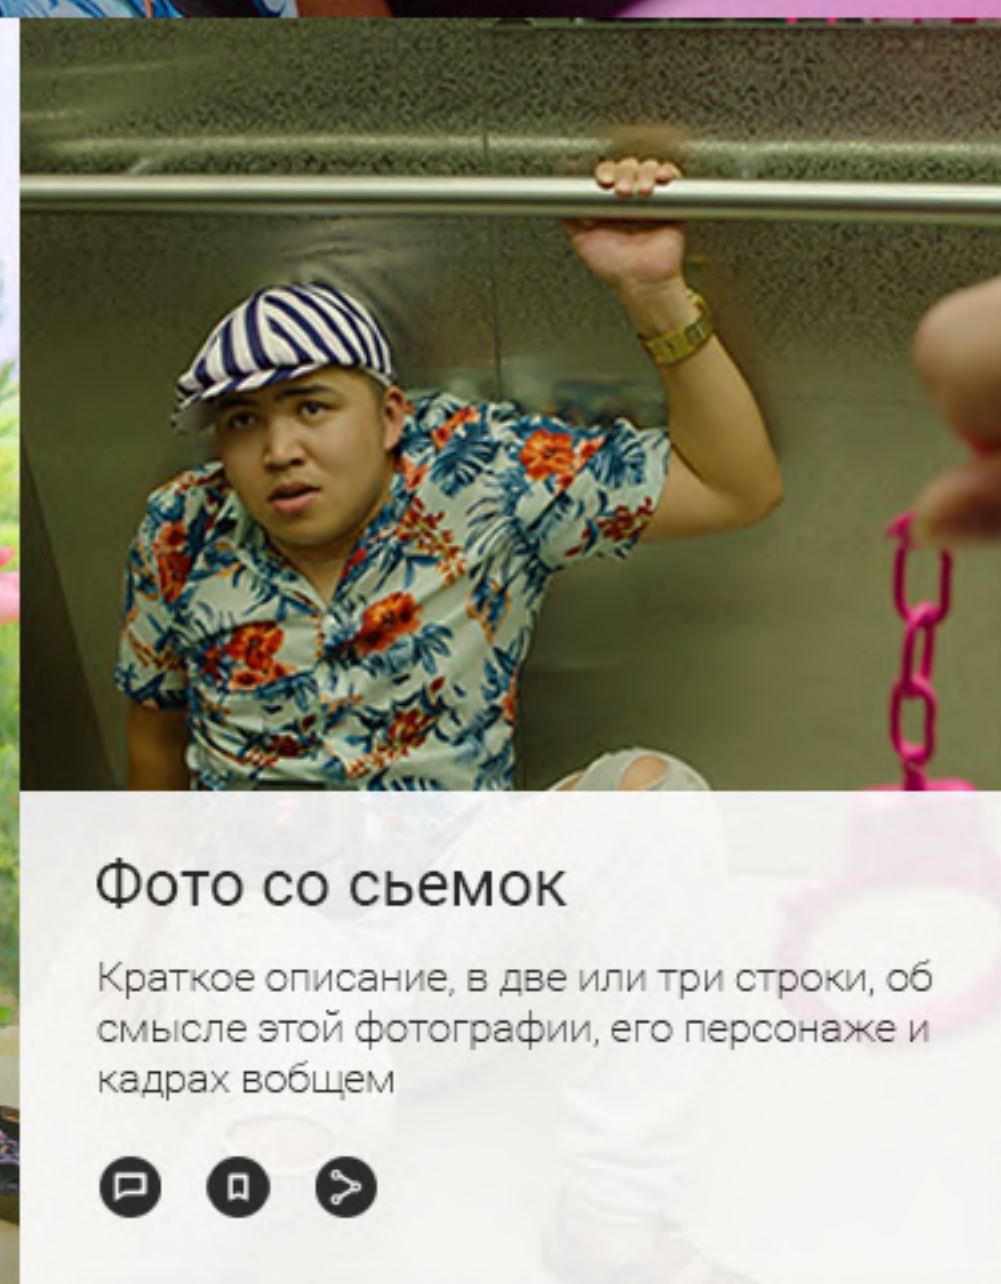 Фото со сьемок
Краткое описание, в две или три строки, об
смысле этой фотографии, его персонаже и
кадрах вобщем